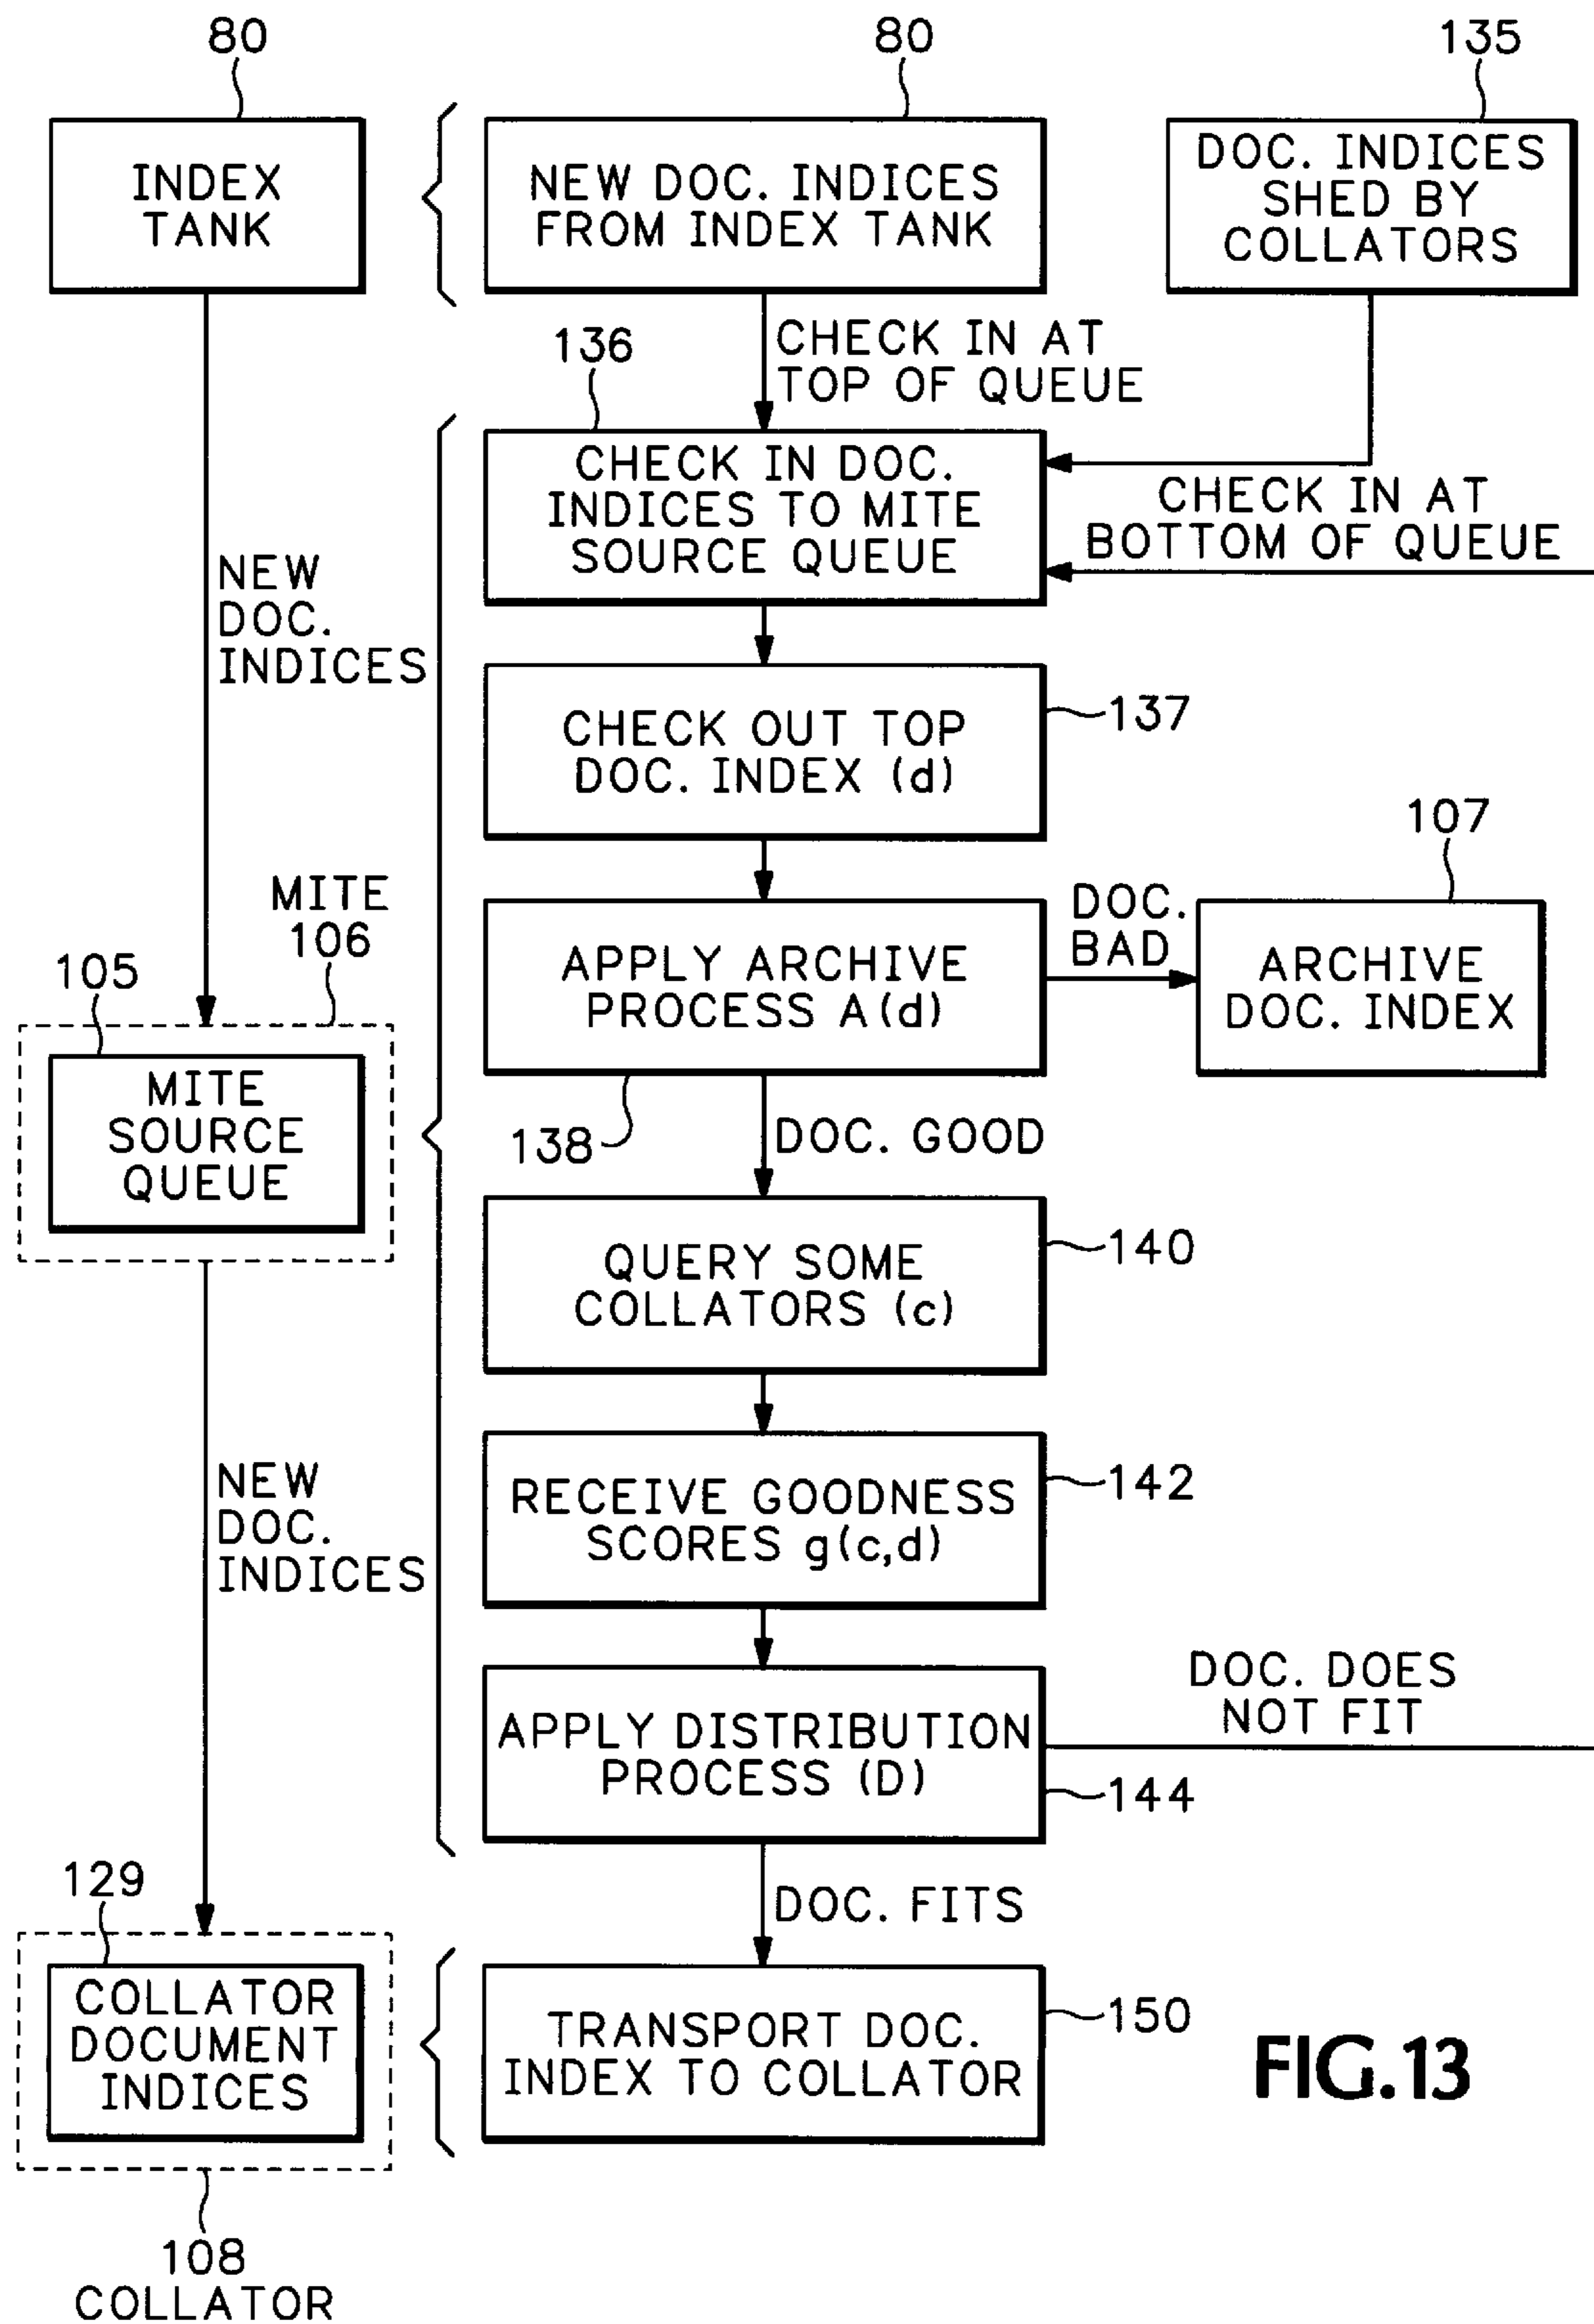 80
80
135
INDEX
TANK
NEW DOC. INDICES
FROM INDEX TANK
DOC. INDICES
SHED BY
COLLATORS
136
CHECK IN AT
TOP OF QUEUE
CHECK IN DOC.
INDICES TO MITE
SOURCE QUEUE
CHECK IN AT
BOTTOM OF QUEUE
NEW
DOC.
INDICES
CHECK OUT TOP
DOC. INDEX (d)
137
107
MITE
106
105
MITE
SOURCE
QUEUE
APPLY ARCHIVE
PROCESS A(d)
DOC.
BAD
ARCHIVE
DOC. INDEX
138
DOC. GOOD
QUERY SOME
COLLATORS (c)
140
NEW
DOC.
INDICES
RECEIVE GOODNESS
SCORES g(c,d)
142
APPLY DISTRIBUTION
PROCESS (D)
DOC. DOES
NOT FIT
144
129
DOC. FITS
COLLATOR
DOCUMENT
INDICES
TRANSPORT DOC.
INDEX TO COLLATOR
150
FIG.13
108
COLLATOR